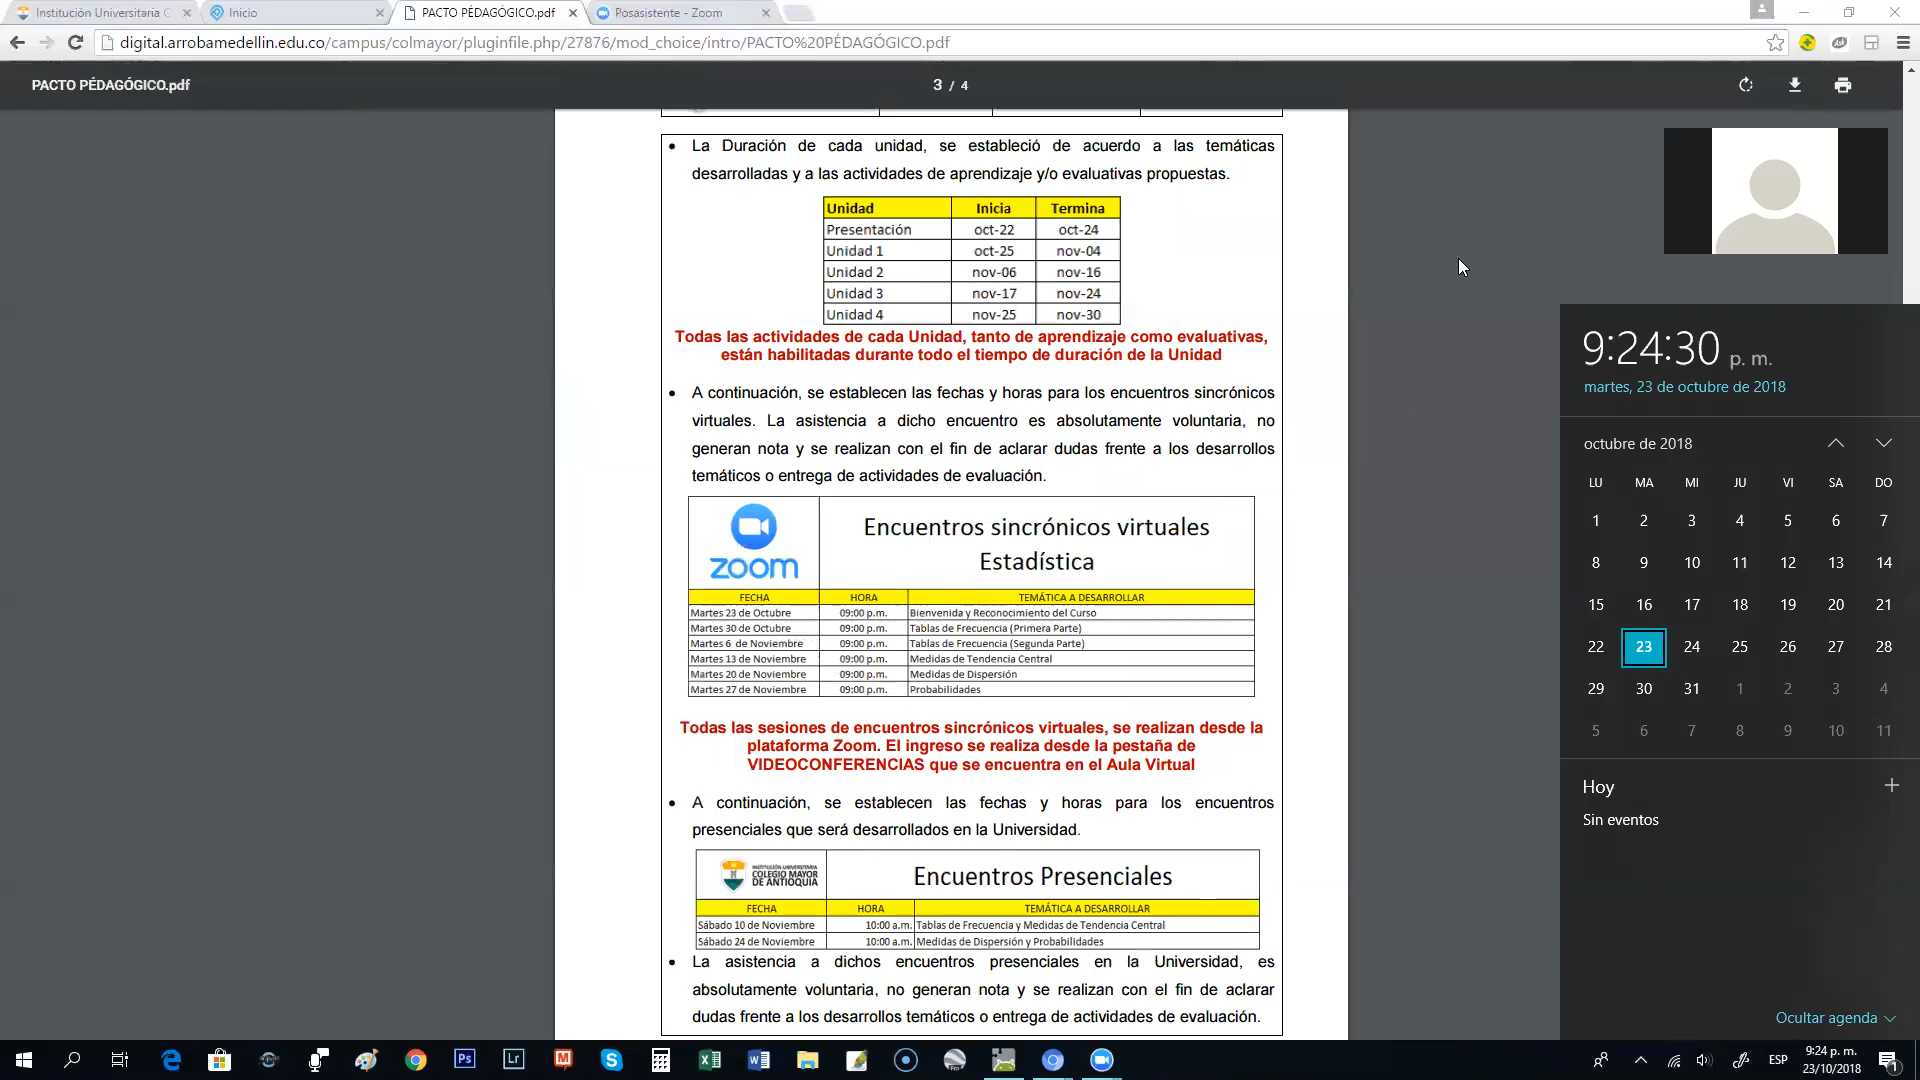 Institución Universitaria C
Inicio
PACTO PÉDAGÓGICO.pdf
Posasistente - Zoom
digital.arrobamedellin.edu.co/campus/colmayor/pluginfile.php/27876/mod_choice/intro/PACTO%20PÉDAGÓGICO.pdf
PACTO PÉDAGÓGICO.pdf
3 / 4
• La Duración de cada unidad, se estableció de acuerdo a las temáticas
desarrolladas y a las actividades de aprendizaje y/o evaluativas propuestas.
Unidad Inicia Termina
Presentación oct-22 oct-24
Unidad 1 oct-25 nov-04
Unidad 2 nov-06 nov-16
Unidad 3 nov-17 nov-24
Unidad 4 nov-25 nov-30
Todas las actividades de cada Unidad, tanto de aprendizaje como evaluativas,
están habilitadas durante todo el tiempo de duración de la Unidad
• A continuación, se establecen las fechas y horas para los encuentros sincrónicos
virtuales. La asistencia a dicho encuentro es absolutamente voluntaria, no
generan nota y se realizan con el fin de aclarar dudas frente a los desarrollos
temáticos o entrega de actividades de evaluación.
zoom
Encuentros sincrónicos virtuales
Estadística
FECHA HORA TEMÁTICA A DESARROLLAR
Martes 23 de Octubre 09:00 p.m. Bienvenida y Reconocimiento del Curso
Martes 30 de Octubre 09:00 p.m. Tablas de Frecuencia (Primera Parte)
Martes 6 de Noviembre 09:00 p.m. Tablas de Frecuencia (Segunda Parte)
Martes 13 de Noviembre 09:00 p.m. Medidas de Tendencia Central
Martes 20 de Noviembre 09:00 p.m. Medidas de Dispersión
Martes 27 de Noviembre 09:00 p.m. Probabilidades
Todas las sesiones de encuentros sincrónicos virtuales, se realizan desde la
plataforma Zoom. El ingreso se realiza desde la pestaña de
VIDEOCONFERENCIAS que se encuentra en el Aula Virtual
• A continuación, se establecen las fechas y horas para los encuentros
presenciales que será desarrollados en la Universidad.
INSTITUCIÓN UNIVERSITARIA
COLEGIO MAYOR
DE ANTIOQUIA
Encuentros Presenciales
FECHA HORA TEMÁTICA A DESARROLLAR
Sábado 10 de Noviembre 10:00 a.m. Tablas de Frecuencia y Medidas de Tendencia Central
Sábado 24 de Noviembre 10:00 a.m. Medidas de Dispersión y Probabilidades
• La asistencia a dichos encuentros presenciales en la Universidad, es
absolutamente voluntaria, no generan nota y se realizan con el fin de aclarar
dudas frente a los desarrollos temáticos o entrega de actividades de evaluación.
9:24:30 p. m.
martes, 23 de octubre de 2018
octubre de 2018
LU MA MI JU VI SA DO
1 2 3 4 5 6 7
8 9 10 11 12 13 14
15 16 17 18 19 20 21
22 23 24 25 26 27 28
29 30 31 1 2 3 4
5 6 7 8 9 10 11
Hoy
Sin eventos
Ocultar agenda
Ps
Lr
ESP
9:24 p. m.
23/10/2018
1